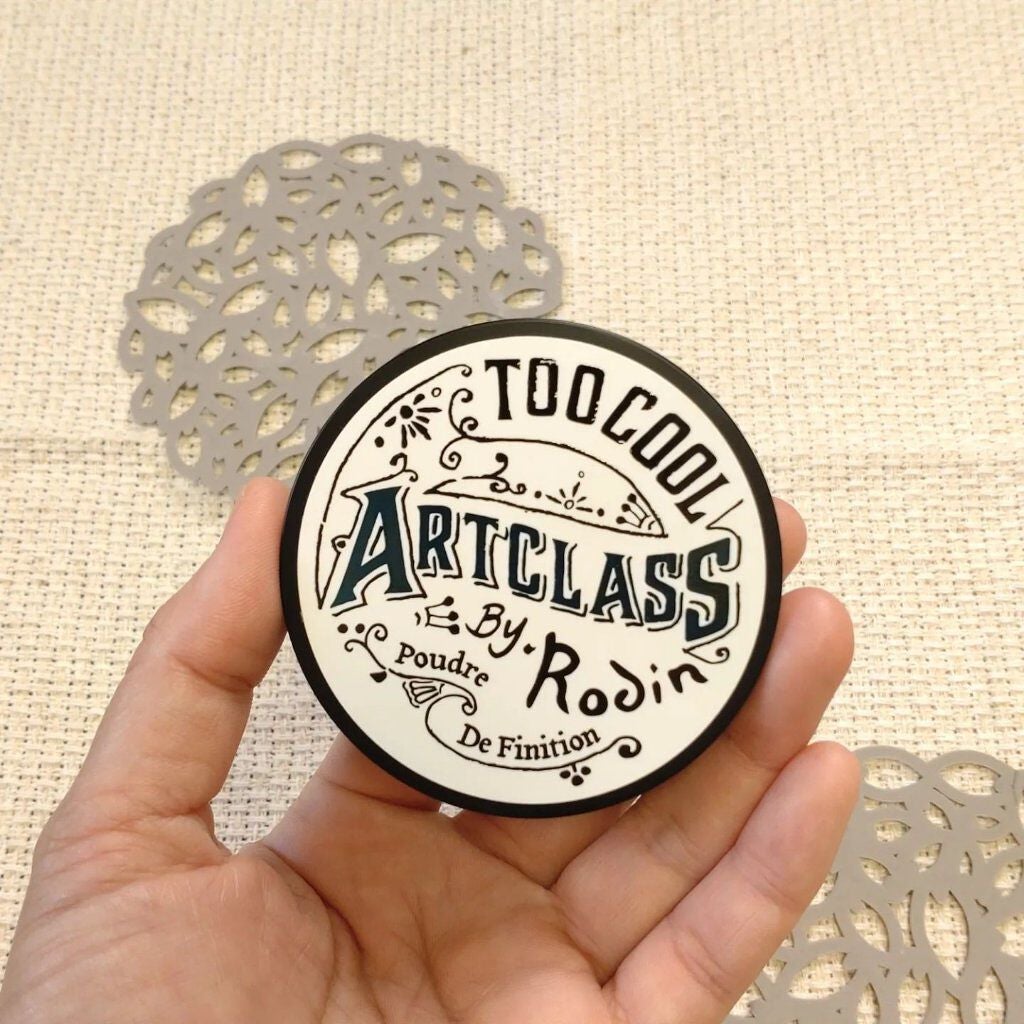 TOO COOL
ARTCLASS
By. Rodin
Poudre
De Finition